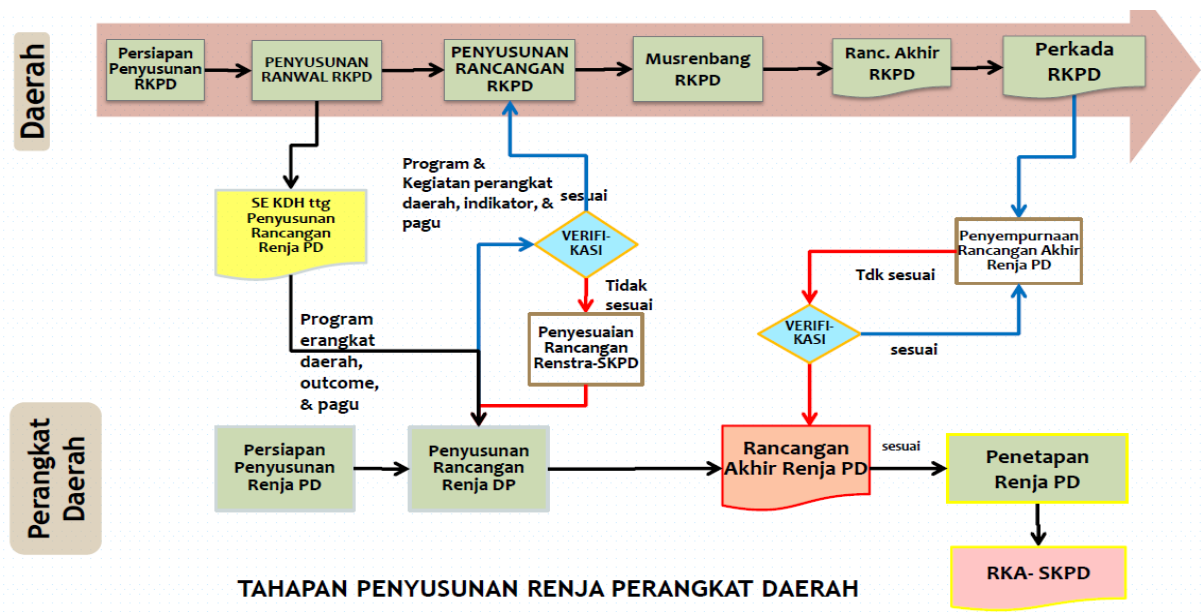 Daerah
Persiapan
Penyusunan
RKPD
PENYUSUNAN
RANWAL RKPD
PENYUSUNAN
RANCANGAN
RKPD
Musrenbang
RKPD
Ranc. Akhir
RKPD
Perkada
RKPD
SE KDH ttg
Penyusunan
Rancangan
Renja PD
Program &
Kegiatan perangkat
daerah, indikator, &
pagu
sesuai
VERIFI-
KASI
Tidak
sesuai
Penyesuaian
Rancangan
Renstra-SKPD
Penyempurnaan
Rancangan Akhir
Renja PD
Tdk sesuai
VERIFI-
KASI
sesuai
Program
erangkat
daerah,
outcome,
& pagu
Perangkat
Daerah
Persiapan
Penyusunan
Renja PD
Penyusunan
Rancangan
Renja DP
Rancangan
Akhir Renja PD
sesuai
Penetapan
Renja PD
RKA- SKPD
TAHAPAN PENYUSUNAN RENJA PERANGKAT DAERAH